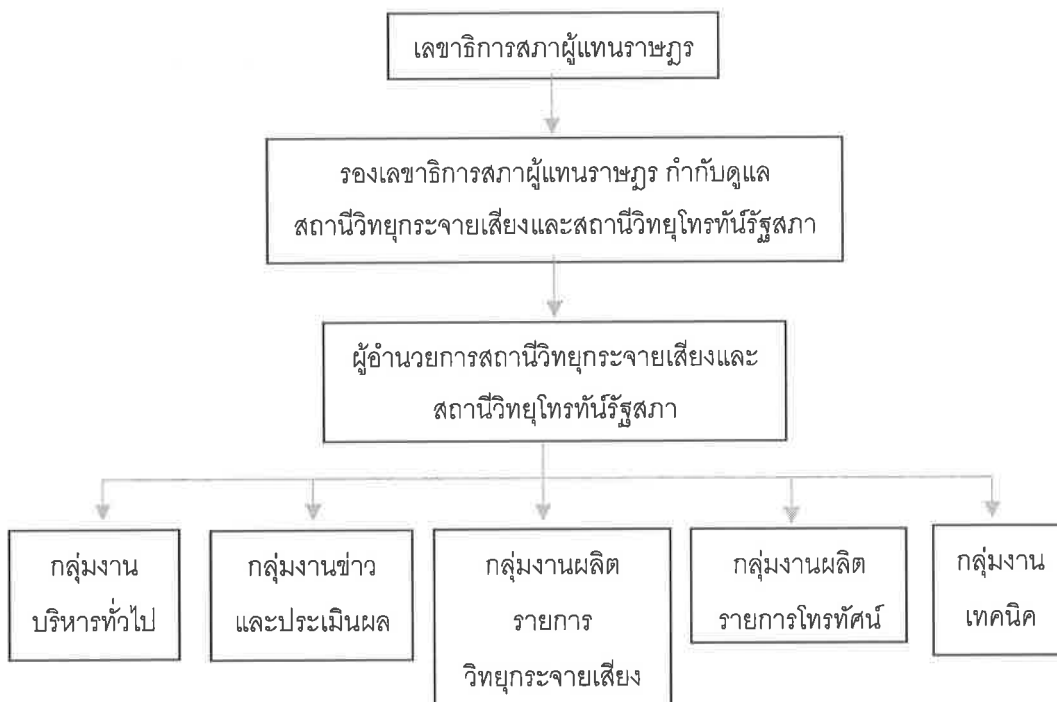 เลขาธิการสภาผู้แทนราษฎร
รองเลขาธิการสภาผู้แทนราษฎร กำกับดูแล
สถานีวิทยุกระจายเสียงและสถานีวิทยุโทรทัน์รัฐสภา
ผู้อำนวยการสถานีวิทยุกระจายเสียงและ
สถานีวิทยุโทรทัน์รัฐสภา
กลุ่มงาน
บริหารทั่วไป
กลุ่มงานข่าว
และประเมินผล
กลุ่มงานผลิต
รายการ
วิทยุกระจายเสียง
กลุ่มงานผลิต
รายการโทรทัศน์
กลุ่มงาน
เทคนิค